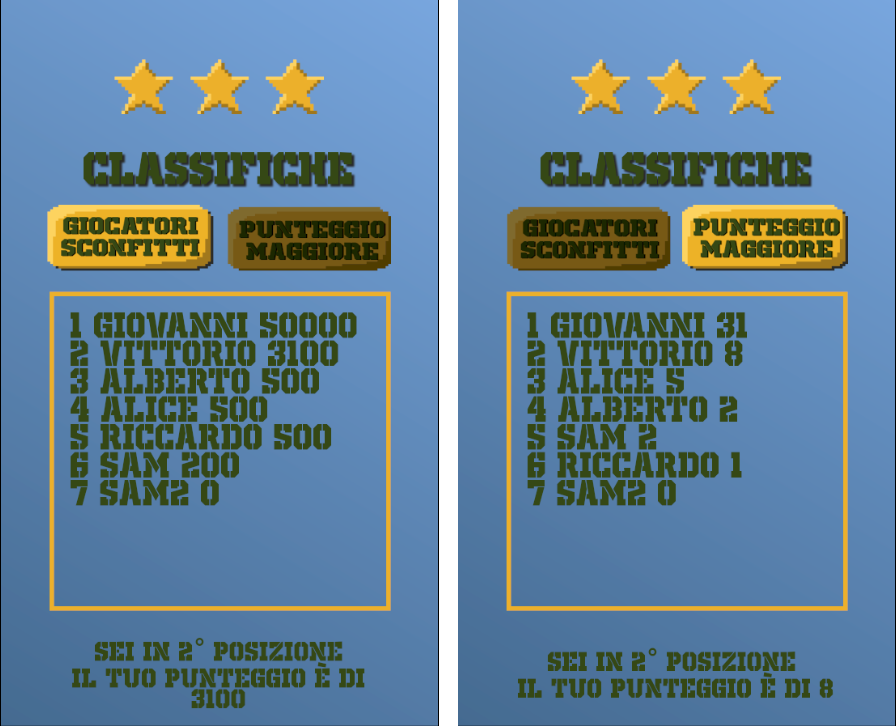 CLASSIFICHE
GIOCATORI
SCONFITTI
PUNTEGGIO
MAGGIORE
1 GIOVANNI 50000
2 VITTORIO 3100
3 ALBERTO 500
4 ALICE 500
5 RICCARDO 500
6 SAM 200
7 SAM2 0
SEI IN 2° POSIZIONE
IL TUO PUNTEGGIO È DI
3100
CLASSIFICHE
GIOCATORI
SCONFITTI
PUNTEGGIO
MAGGIORE
1 GIOVANNI 31
2 VITTORIO 8
3 ALICE 5
4 ALBERTO 2
5 SAM 2
6 RICCARDO 1
7 SAM2 0
SEI IN 2° POSIZIONE
IL TUO PUNTEGGIO È DI 8